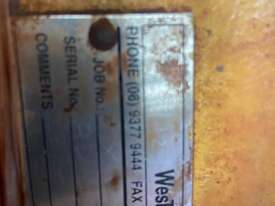 West
PHONE (08) 9377 9444 FAX
JOB No.
SERIAL No.
COMMENTS